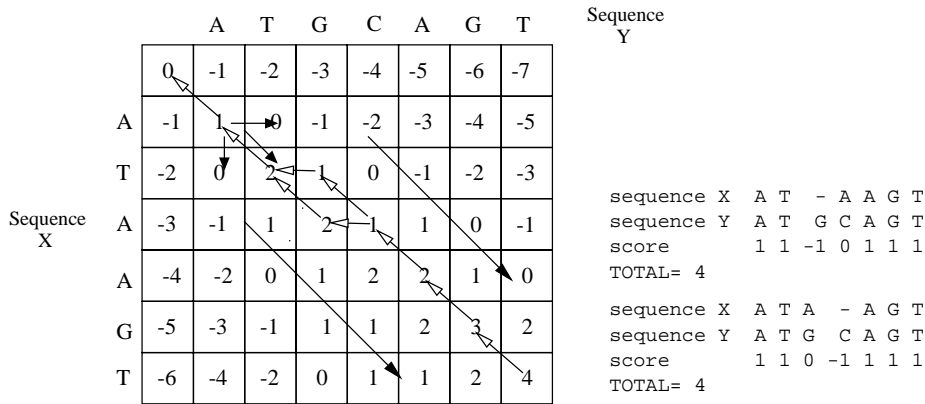 A T G C A G T
Sequence
Y
0 -1 -2 -3 -4 -5 -6 -7
A -1 1 0 -1 -2 -3 -4 -5
T -2 0 2 1 0 -1 -2 -3
Sequence
X
A -3 -1 1 2 1 1 0 -1
A -4 -2 0 1 2 2 1 0
G -5 -3 -1 1 1 2 3 2
T -6 -4 -2 0 1 1 2 4
sequence X A T - A A G T
sequence Y A T G C A G T
score 1 1 -1 0 1 1 1
TOTAL= 4
sequence X A T A - A G T
sequence Y A T G C A G T
score 1 1 0 -1 1 1 1
TOTAL= 4